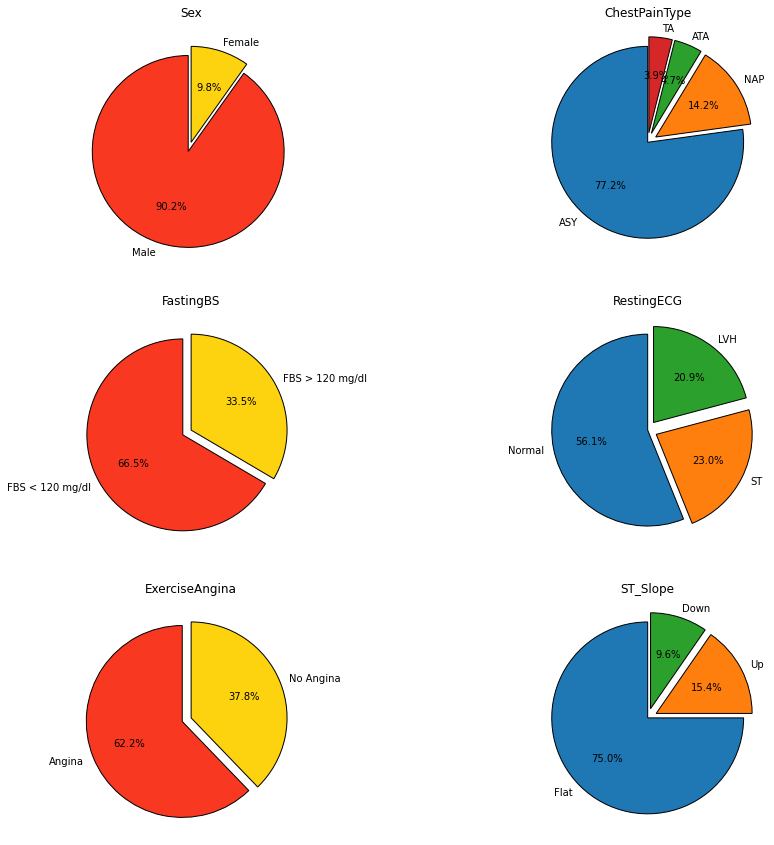 Sex
Female
9.8%
90.2%
Male
ChestPainType
TA
ATA
3.9%
4.7%
NAP
14.2%
77.2%
ASY
FastingBS
FBS > 120 mg/dl
33.5%
66.5%
FBS < 120 mg/dl
RestingECG
LVH
20.9%
56.1%
Normal
23.0%
ST
ExerciseAngina
No Angina
37.8%
62.2%
Angina
ST_Slope
Down
9.6%
Up
15.4%
75.0%
Flat